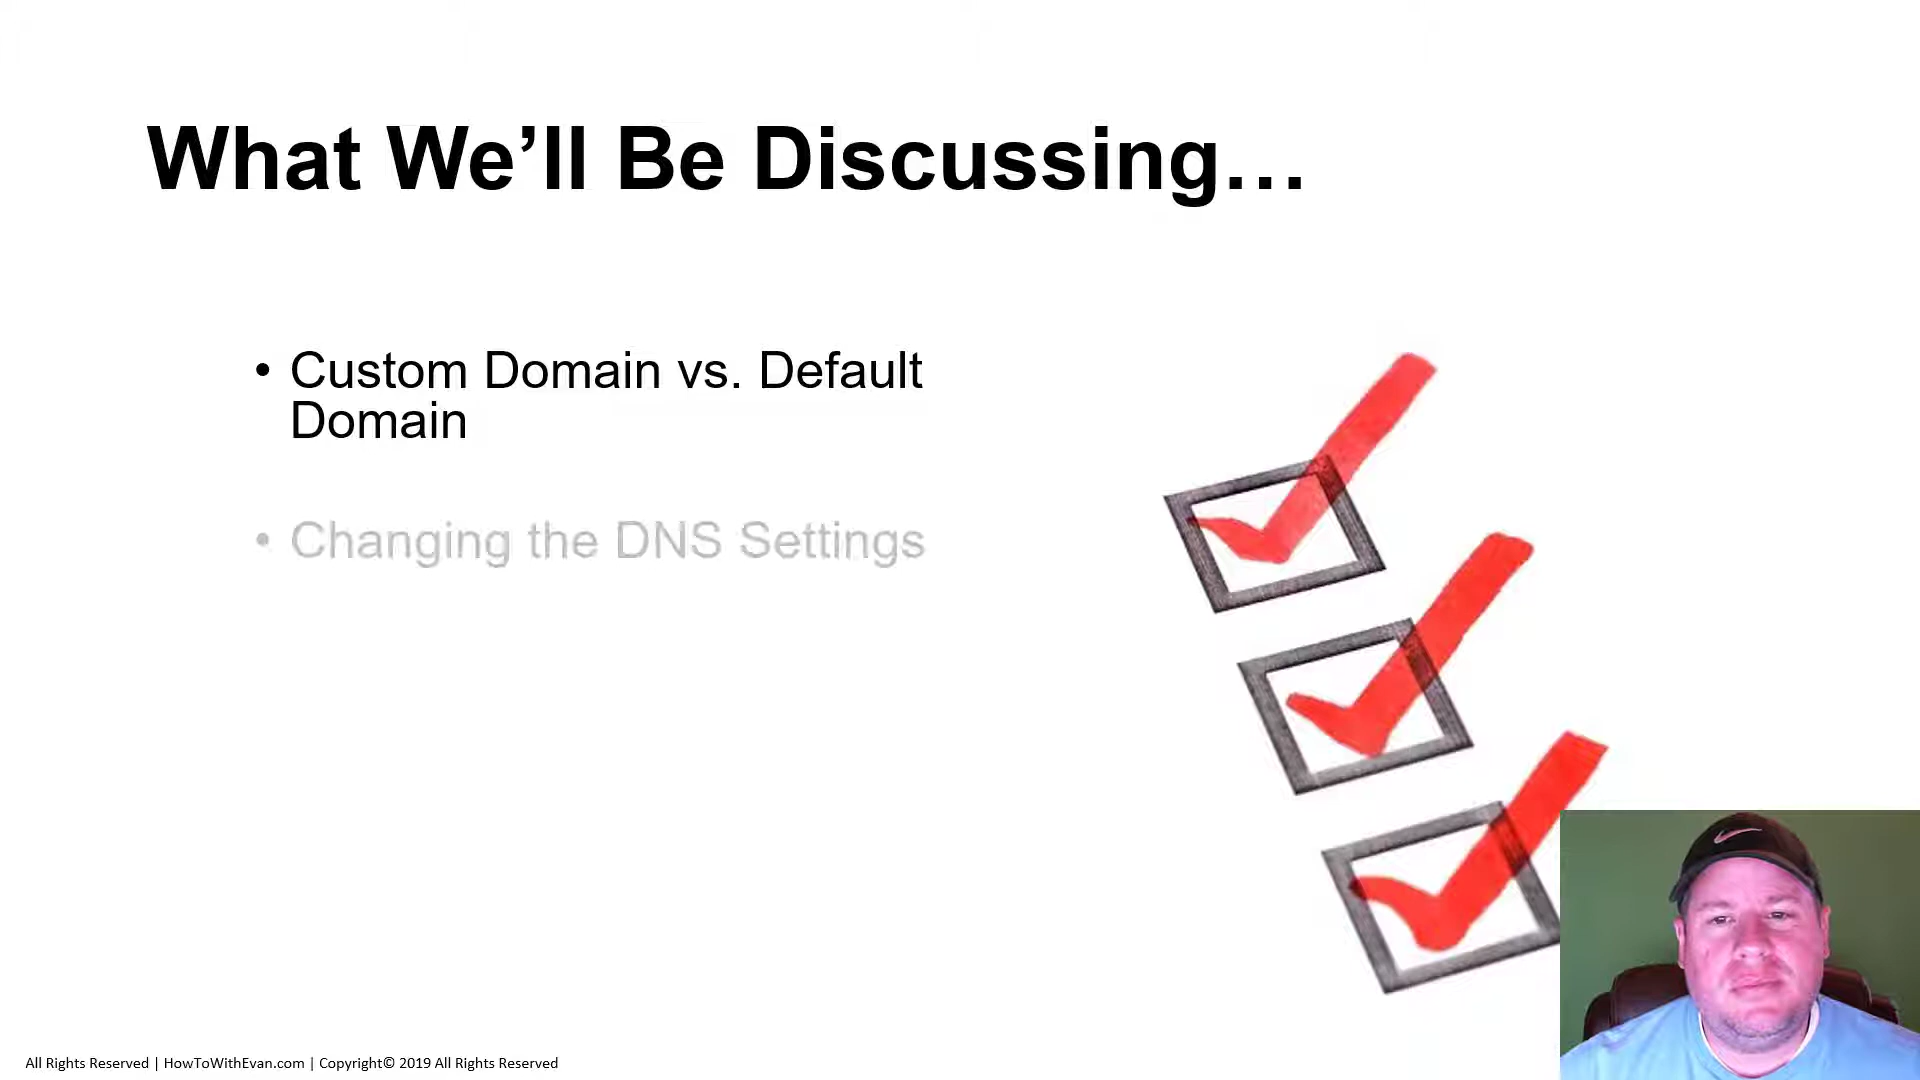 What We’ll Be Discussing…
• Custom Domain vs. Default
Domain
• Changing the DNS Settings
All Rights Reserved | HowToWithEvan.com | Copyright© 2019 All Rights Reserved